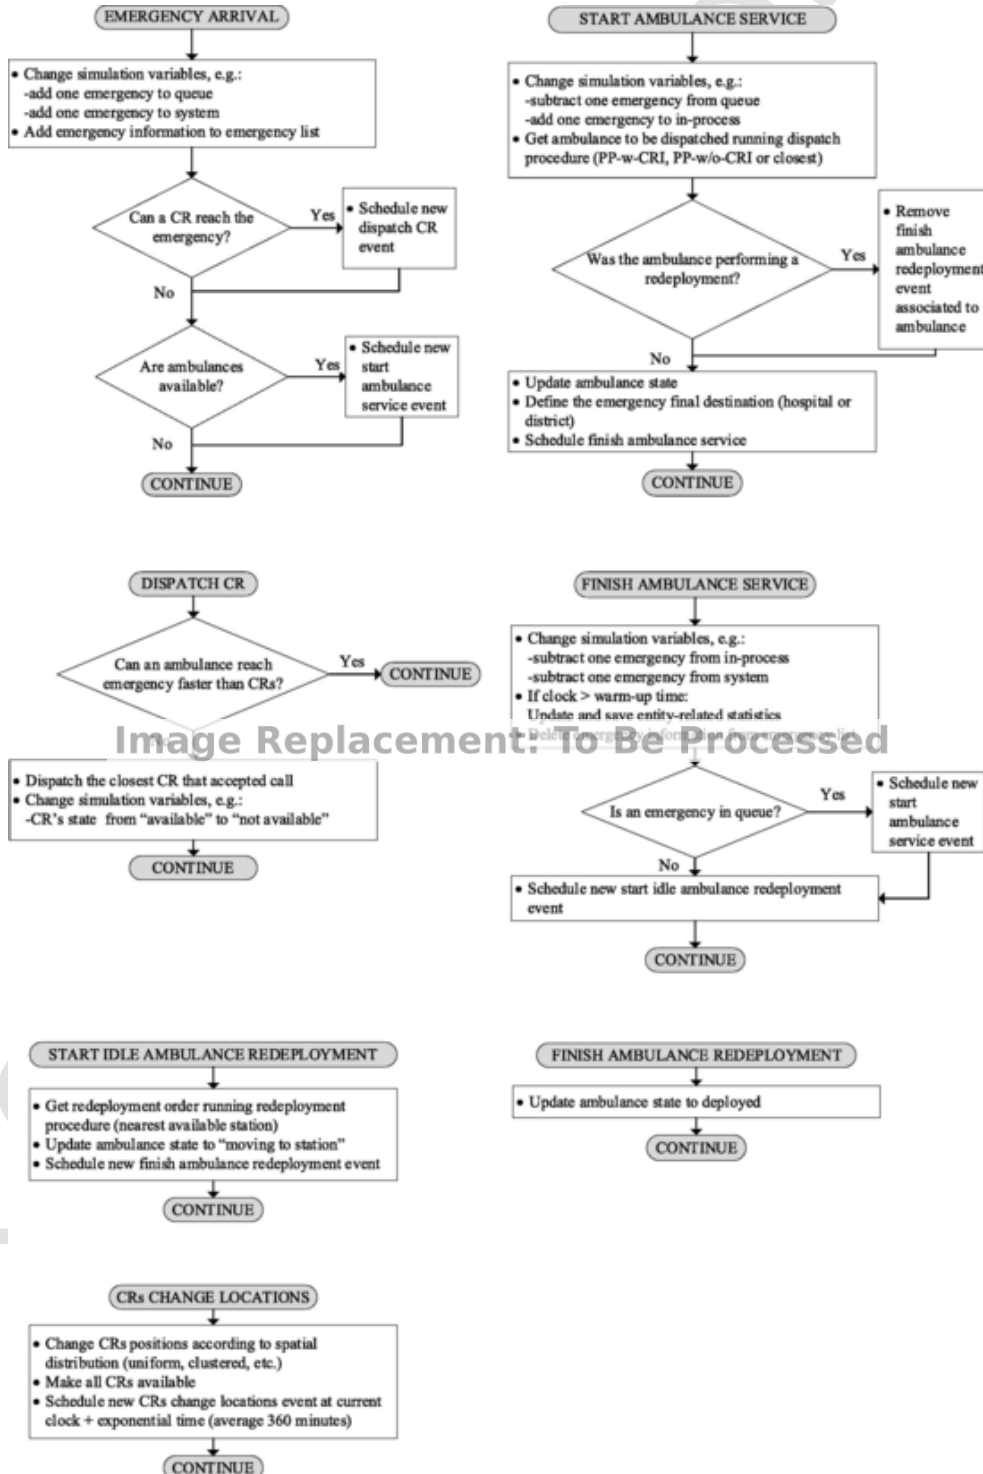 EMERGENCY ARRIVAL
• Change simulation variables, e.g.:
-add one emergency to queue
-add one emergency to system
• Add emergency information to emergency list
Can a CR reach the
emergency?
Yes
• Schedule new
dispatch CR
event
No
Are ambulances
available?
Yes
• Schedule new
start
ambulance
service event
No
CONTINUE
START AMBULANCE SERVICE
• Change simulation variables, e.g.:
-subtract one emergency from queue
-add one emergency to in-process
• Get ambulance to be dispatched running dispatch
procedure (PP-w-CRI, PP-w/o-CRI or closest)
Was the ambulance performing a
redeployment?
Yes
• Remove
finish
ambulance
redeployment
event
associated to
ambulance
No
• Update ambulance state
• Define the emergency final destination (hospital or
district)
• Schedule finish ambulance service
CONTINUE
DISPATCH CR
Can an ambulance reach
emergency faster than CRs?
Yes
CONTINUE
• Dispatch the closest CR that accepted call
• Change simulation variables, e.g.:
-CR's state from “available” to “not available”
CONTINUE
FINISH AMBULANCE SERVICE
• Change simulation variables, e.g.:
-subtract one emergency from in-process
-subtract one emergency from system
• If clock > warm-up time:
Update and save entity-related statistics
• Delete emergency information from emergency list
Image Replacement: To Be Processed
Is an emergency in queue?
Yes
• Schedule new
start
ambulance
service event
No
• Schedule new start idle ambulance redeployment
event
CONTINUE
START IDLE AMBULANCE REDEPLOYMENT
• Get redeployment order running redeployment
procedure (nearest available station)
• Update ambulance state to “moving to station”
• Schedule new finish ambulance redeployment event
CONTINUE
FINISH AMBULANCE REDEPLOYMENT
• Update ambulance state to deployed
CONTINUE
CRs CHANGE LOCATIONS
• Change CRs positions according to spatial
distribution (uniform, clustered, etc.)
• Make all CRs available
• Schedule new CRs change locations event at current
clock + exponential time (average 360 minutes)
CONTINUE